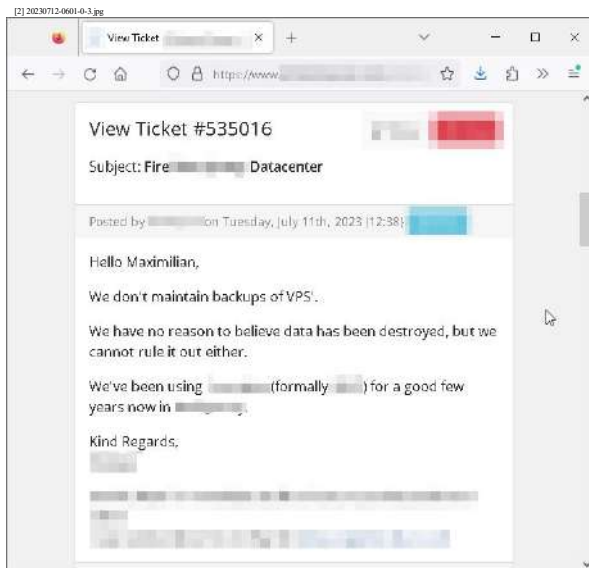 [2] 20230712-0601-0-3.jpg
View Ticket
https://www.
View Ticket #535016
Subject: Fire Datacenter
Posted by on Tuesday, July 11th, 2023 [12:38]
Hello Maximilian,
We don't maintain backups of VPS'.
We have no reason to believe data has been destroyed, but we
cannot rule it out either.
We've been using (formally ) for a good few
years now in .
Kind Regards,